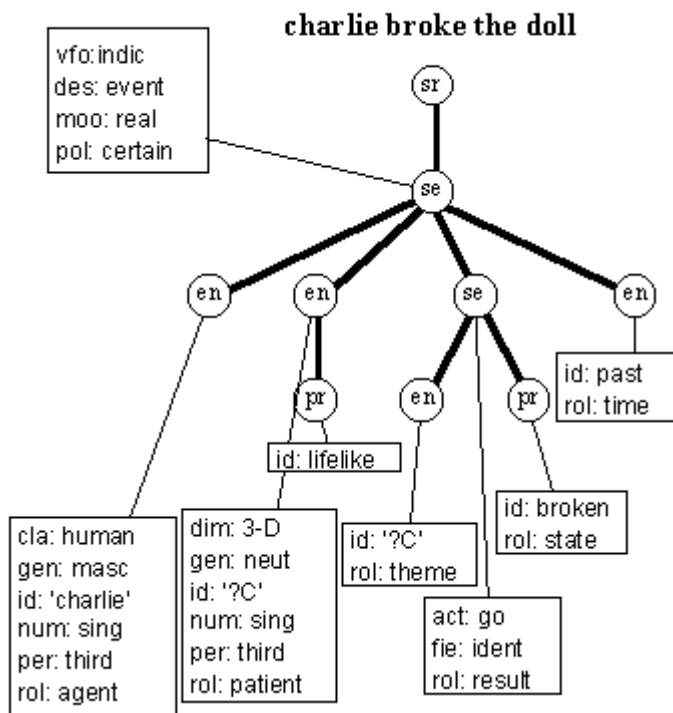 charlie broke the doll
vfo:indic
des: event
moo: real
pol: certain
sr
se
en
en
se
en
pr
en
pr
id: past
rol: time
id: lifelike
cla: human
gen: masc
id: 'charlie'
num: sing
per: third
rol: agent
dim: 3-D
gen: neut
id: '?C'
num: sing
per: third
rol: patient
id: '?C'
rol: theme
id: broken
rol: state
act: go
fie: ident
rol: result